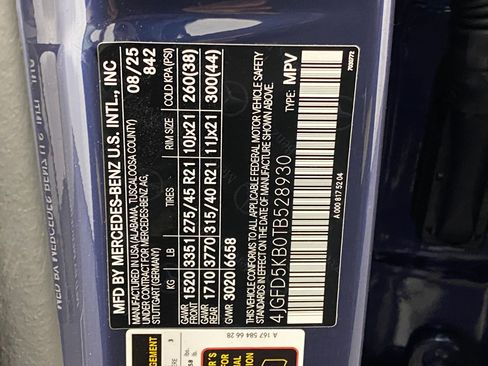 MFD BY MERCEDES-BENZ U.S. INTL., INC
MANUFACTURED IN USA (ALABAMA, TUSCALOOSA COUNTY)
UNDER CONTRACT FOR MERCEDES-BENZ AG,
STUTTGART (GERMANY)
08/25
842
KG LB TIRES RIM SIZE COLD KPA (PSI)
GAWR FRONT 1520 3351 275/45 R21 10Jx21 260(38)
GAWR REAR 1710 3770 315/40 R21 11Jx21 300(44)
GVWR 3020 6658
THIS VEHICLE CONFORMS TO ALL APPLICABLE FEDERAL MOTOR VEHICLE SAFETY
STANDARDS IN EFFECT ON THE DATE OF MANUFACTURE SHOWN ABOVE.
4JGFD5KB0TB528930 TYPE: MPV
A 000 817 52 04
A 167 584 66 28